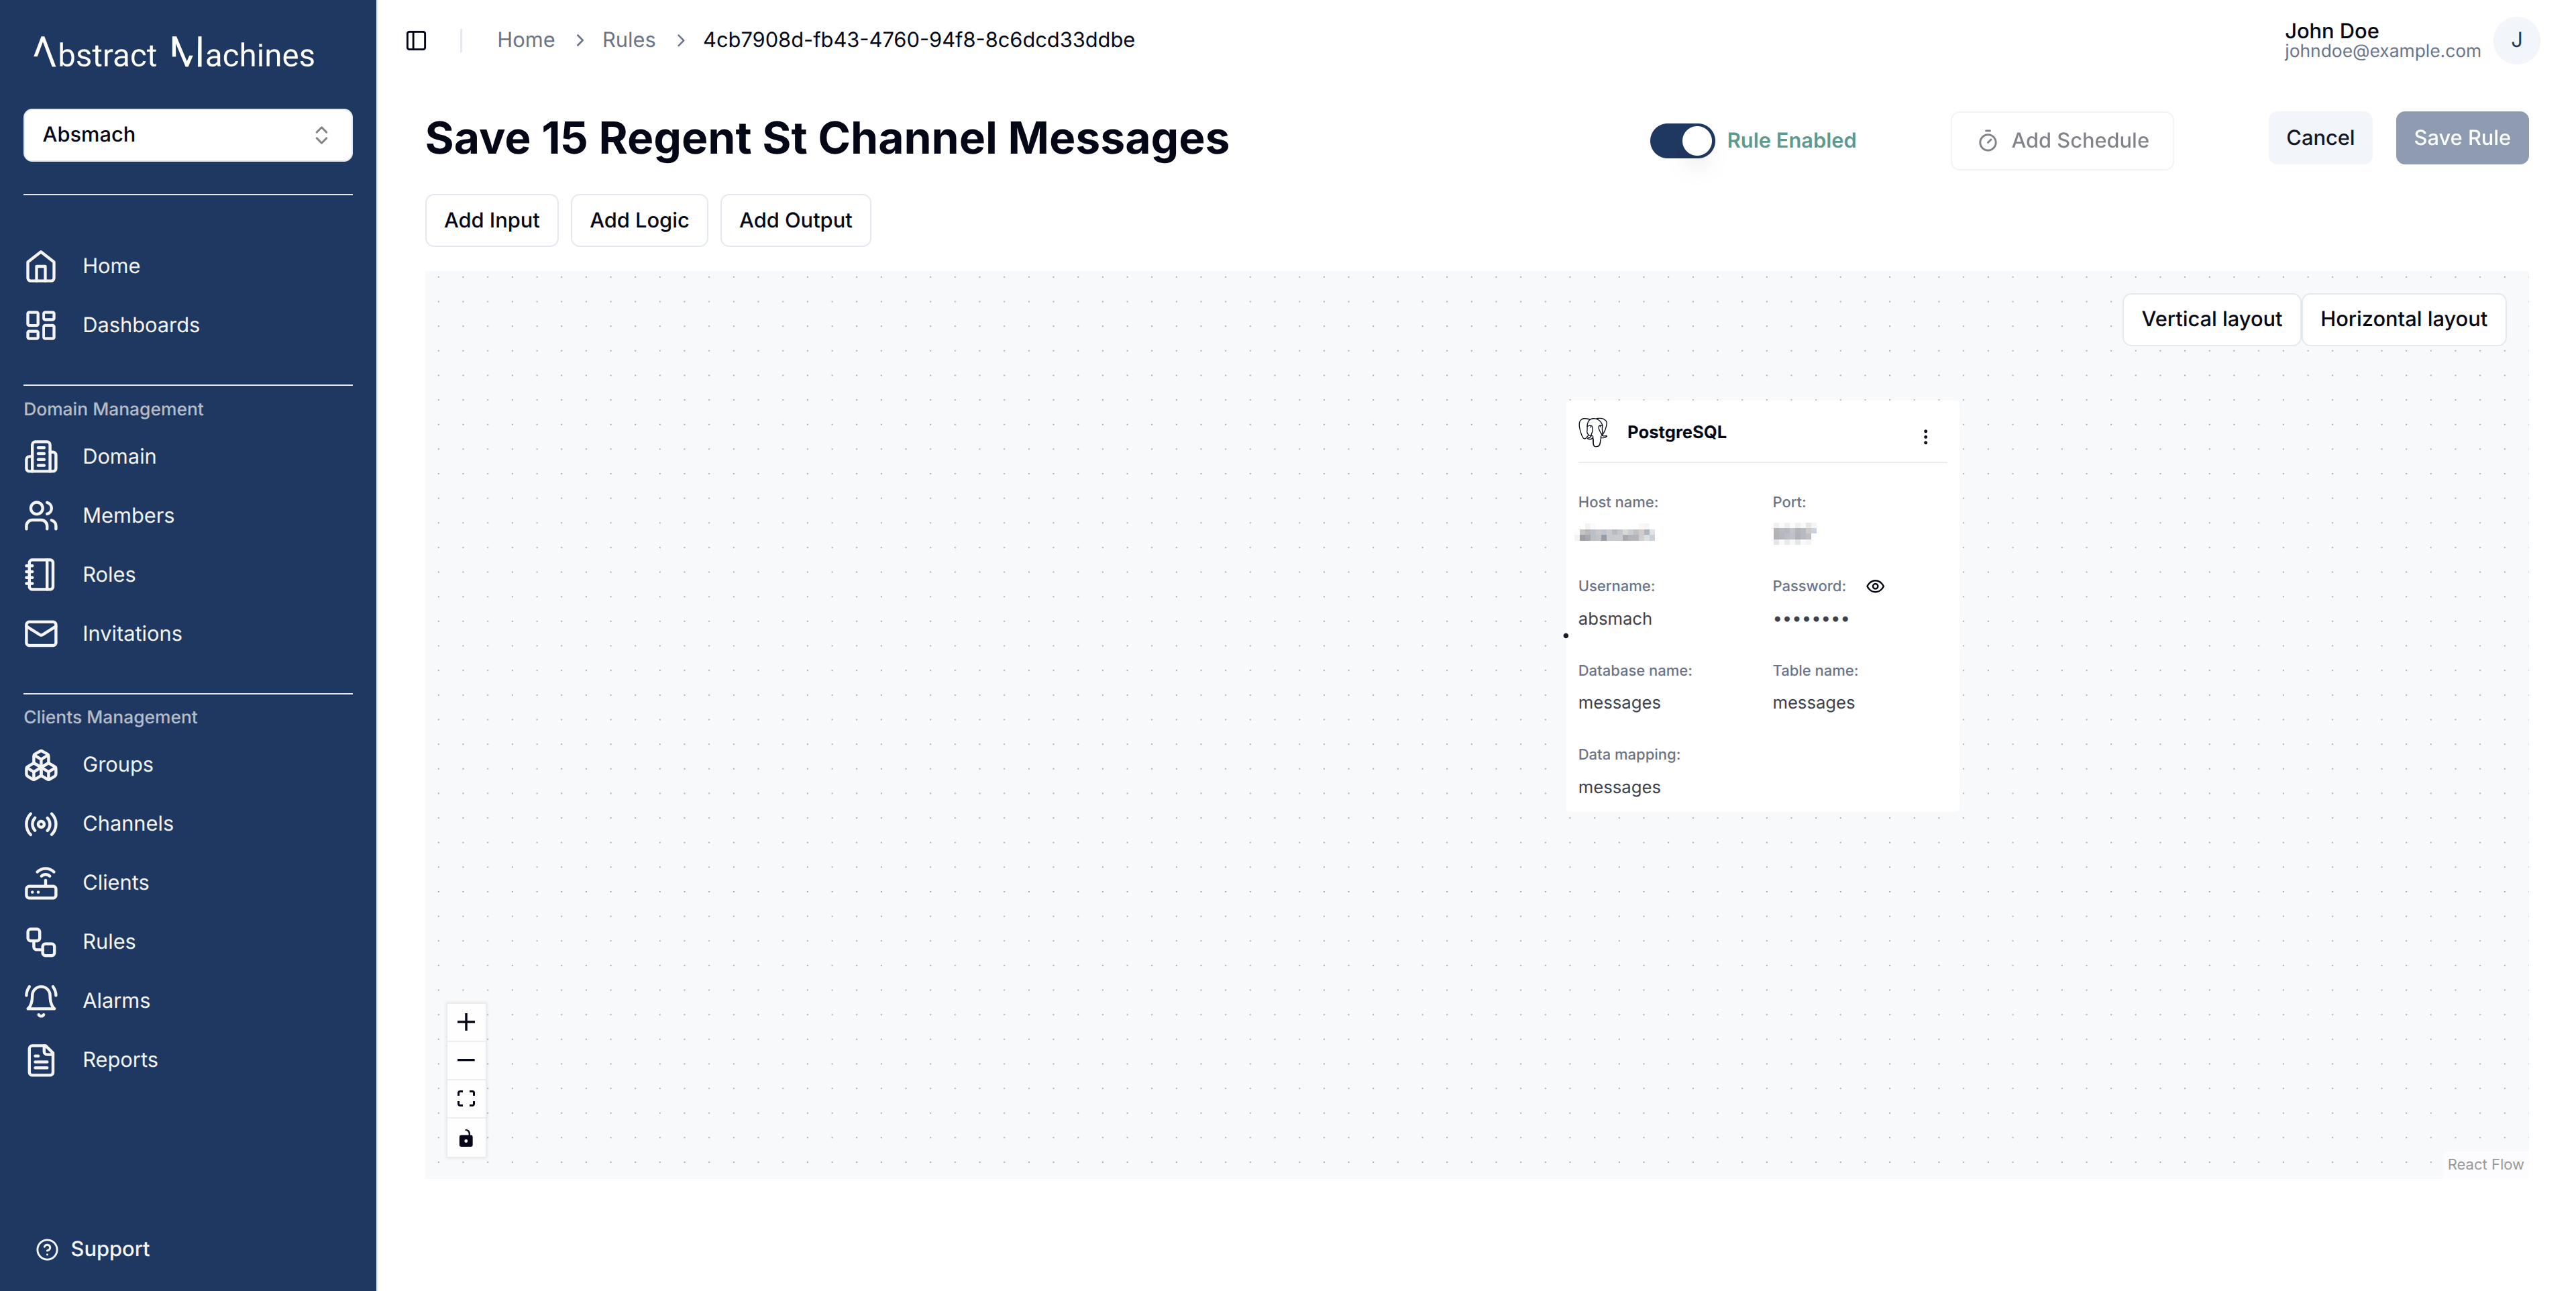 Abstract Machines
Absmach
Home
Dashboards
Domain Management
Domain
Members
Roles
Invitations
Clients Management
Groups
Channels
Clients
Rules
Alarms
Reports
Support
Home > Rules > 4cb7908d-fb43-4760-94f8-8c6dcd33ddbe
John Doe
johndoe@example.com
J
Save 15 Regent St Channel Messages
Rule Enabled
Add Schedule
Cancel
Save Rule
Add Input
Add Logic
Add Output
Vertical layout
Horizontal layout
PostgreSQL
Host name: Port:
Username: Password:
absmach ••••••••
Database name: Table name:
messages messages
Data mapping:
messages
React Flow